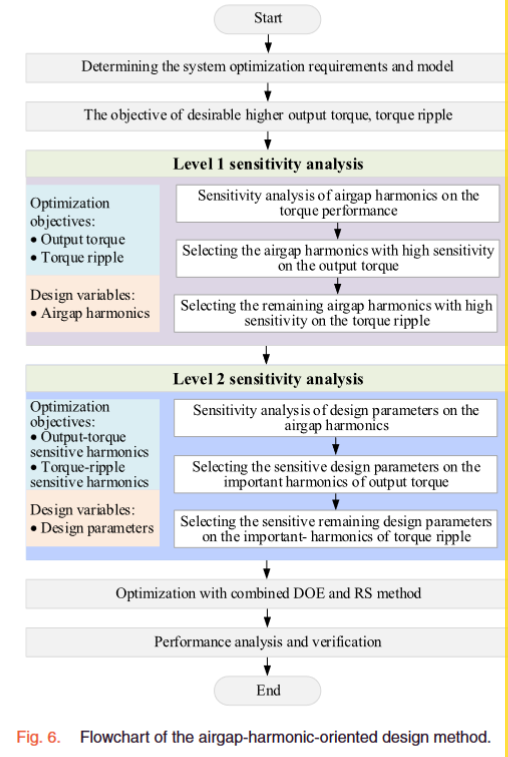 Start
Determining the system optimization requirements and model
The objective of desirable higher output torque, torque ripple
Level 1 sensitivity analysis
Optimization
objectives:
• Output torque
• Torque ripple
Design variables:
• Airgap harmonics
Sensitivity analysis of airgap harmonics on the
torque performance
Selecting the airgap harmonics with high sensitivity
on the output torque
Selecting the remaining airgap harmonics with high
sensitivity on the torque ripple
Level 2 sensitivity analysis
Optimization
objectives:
• Output-torque
sensitive harmonics
• Torque-ripple
sensitive harmonics
Design variables:
• Design parameters
Sensitivity analysis of design parameters on the
airgap harmonics
Selecting the sensitive design parameters on the
important harmonics of output torque
Selecting the sensitive remaining design parameters
on the important- harmonics of torque ripple
Optimization with combined DOE and RS method
Performance analysis and verification
End
Fig. 6. Flowchart of the airgap-harmonic-oriented design method.